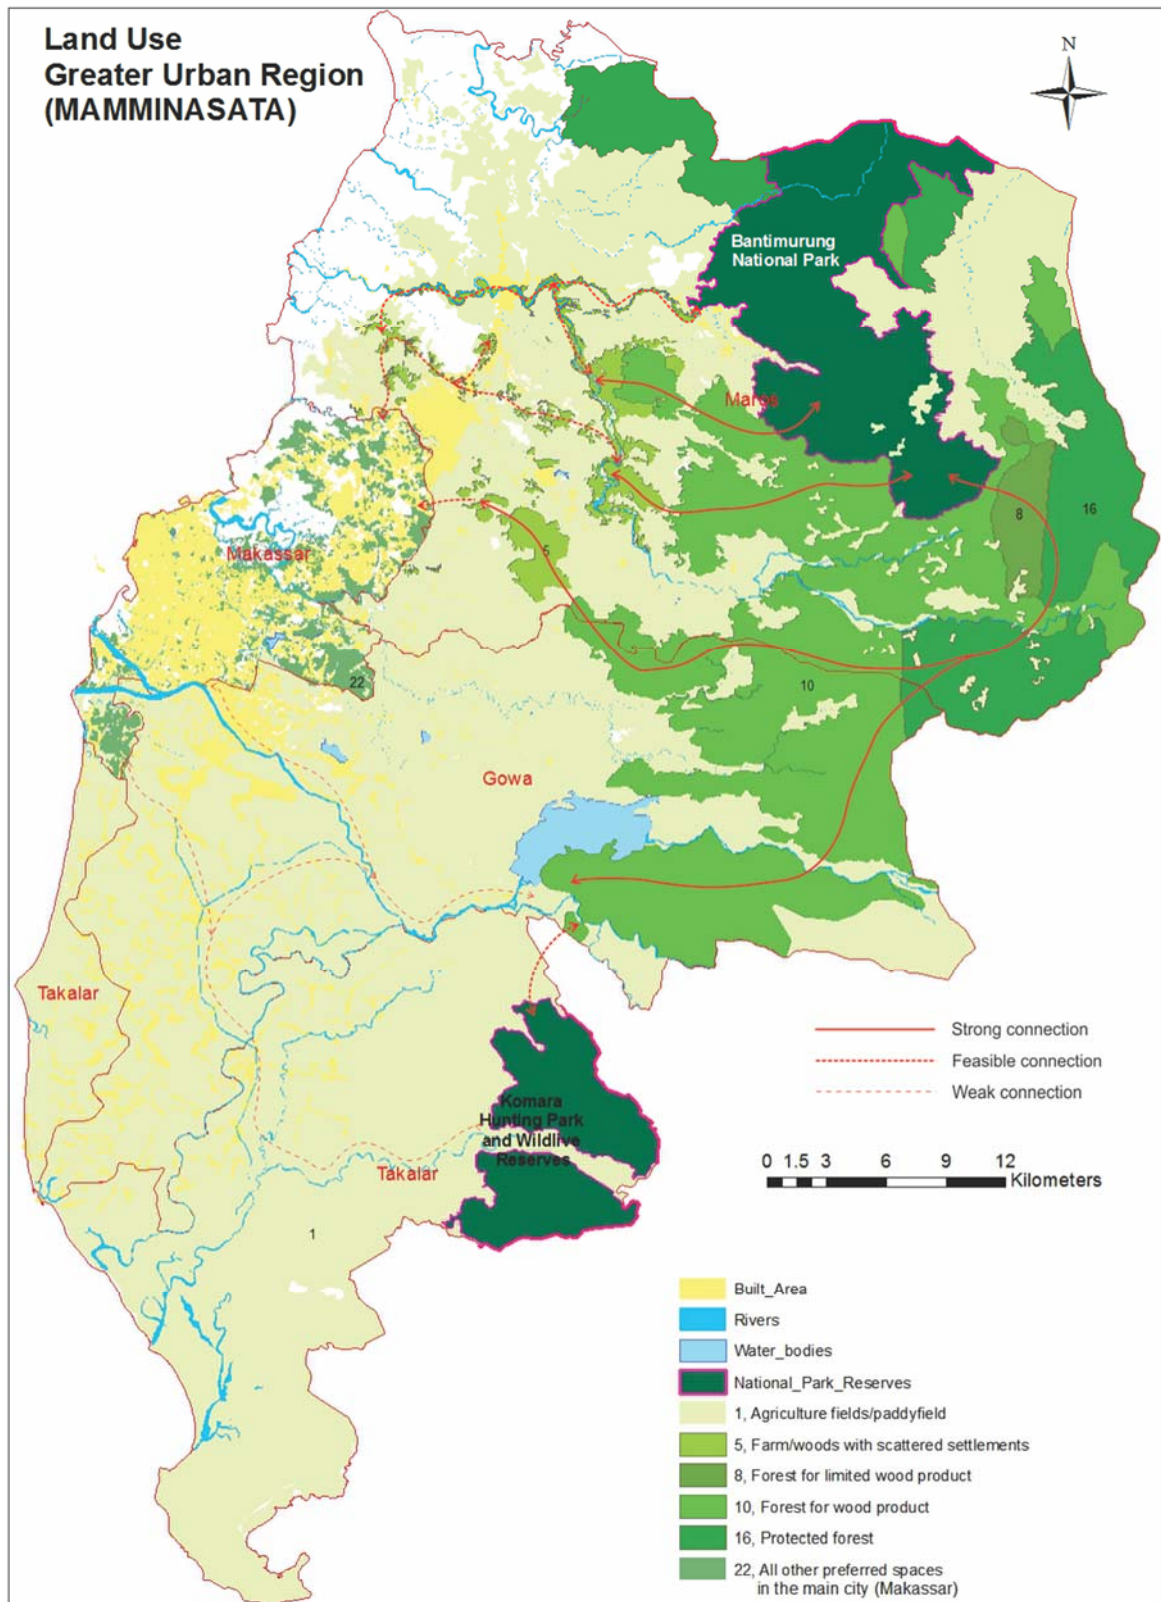 Land Use
Greater Urban Region
(MAMMINASATA)
N
Bantimurung
National Park
Maros
8
16
5
Makassar
22
10
Gowa
Takalar
Strong connection
Feasible connection
Weak connection
Komara
Hunting Park
and Wildlive
Reserves
Takalar
0 1.5 3 6 9 12
Kilometers
1
Built_Area
Rivers
Water_bodies
National_Park_Reserves
1, Agriculture fields/paddyfield
5, Farm/woods with scattered settlements
8, Forest for limited wood product
10, Forest for wood product
16, Protected forest
22, All other preferred spaces
in the main city (Makassar)